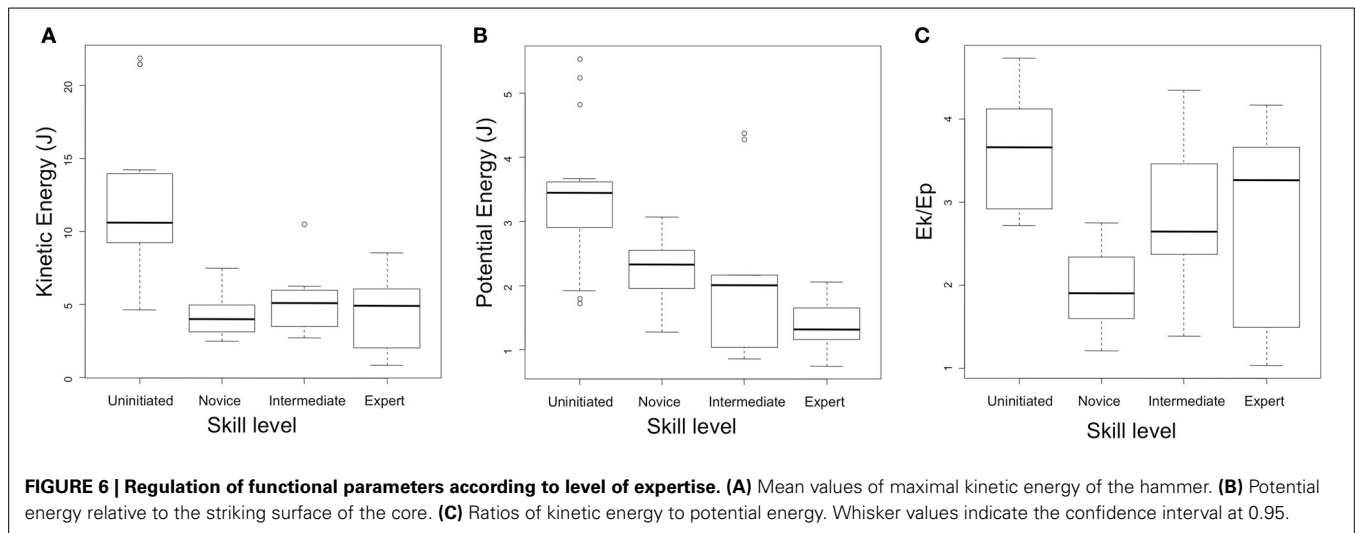 A
Kinetic Energy (J)
20
15
10
5
0
Uninitiated Novice Intermediate Expert
Skill level
B
Potential Energy (J)
5
4
3
2
1
Uninitiated Novice Intermediate Expert
Skill level
C
Ek/Ep
4
3
2
1
Uninitiated Novice Intermediate Expert
Skill level
FIGURE 6 | Regulation of functional parameters according to level of expertise. (A) Mean values of maximal kinetic energy of the hammer. (B) Potential
energy relative to the striking surface of the core. (C) Ratios of kinetic energy to potential energy. Whisker values indicate the confidence interval at 0.95.